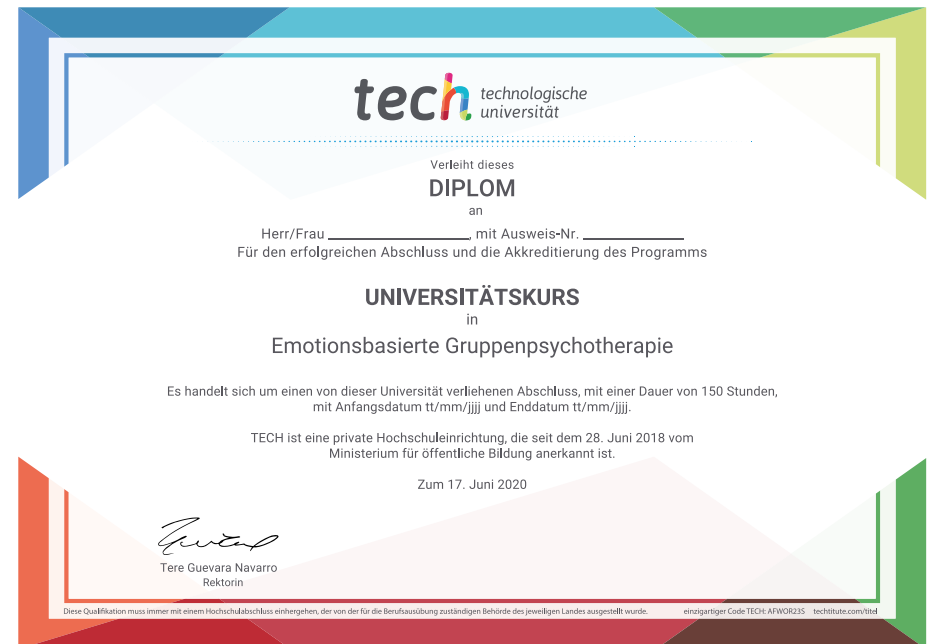 tech technologische
universität
Verleiht dieses
DIPLOM
an
Herr/Frau ____________________, mit Ausweis-Nr. ______________
Für den erfolgreichen Abschluss und die Akkreditierung des Programms
UNIVERSITÄTSKURS
in
Emotionsbasierte Gruppenpsychotherapie
Es handelt sich um einen von dieser Universität verliehenen Abschluss, mit einer Dauer von 150 Stunden,
mit Anfangsdatum tt/mm/jjjj und Enddatum tt/mm/jjjj.
TECH ist eine private Hochschuleinrichtung, die seit dem 28. Juni 2018 vom
Ministerium für öffentliche Bildung anerkannt ist.
Zum 17. Juni 2020
Tere Guevara Navarro
Rektorin
Diese Qualifikation muss immer mit einem Hochschulabschluss einhergehen, der von der für die Berufsausübung zuständigen Behörde des jeweiligen Landes ausgestellt wurde. einzigartiger Code TECH: AFWOR23S techtitute.com/titel